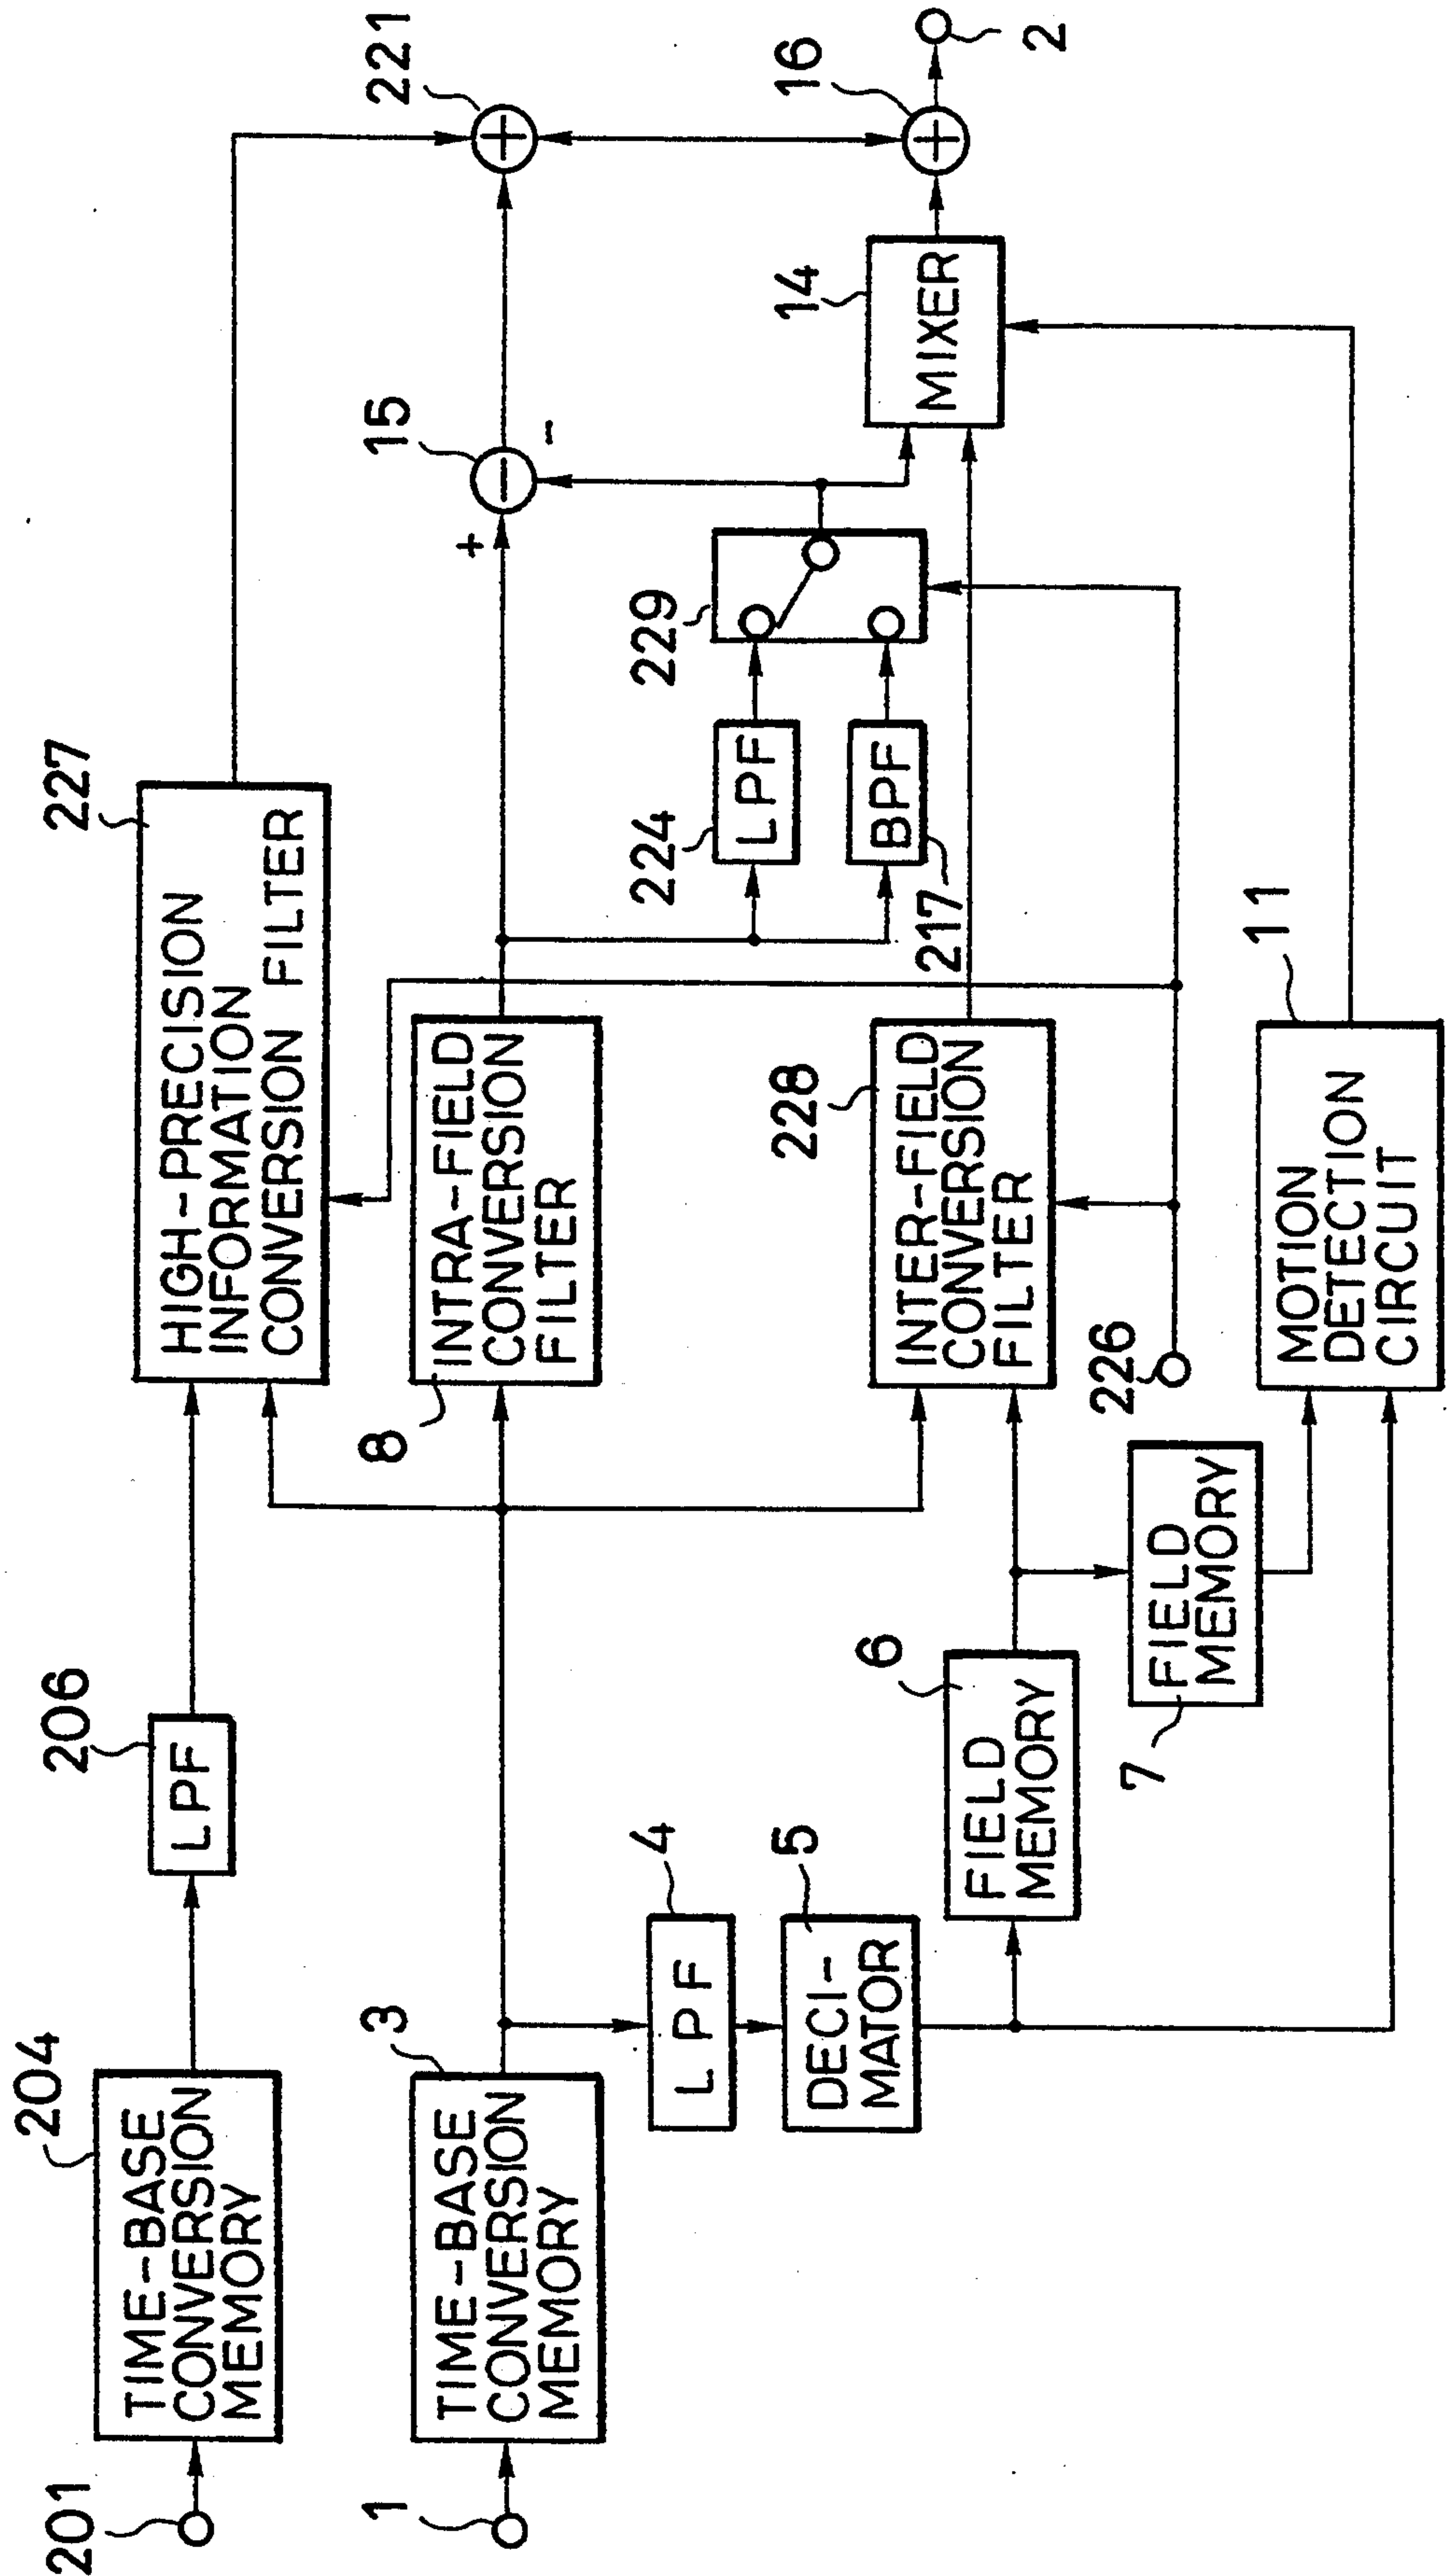 201
204
TIME-BASE
CONVERSION
MEMORY
206
LPF
227
HIGH-PRECISION
INFORMATION
CONVERSION FILTER
221
+
1
3
TIME-BASE
CONVERSION
MEMORY
8
INTRA-FIELD
CONVERSION
FILTER
15
+
-
-
4
LPF
5
DECI-
MATOR
224
LPF
217
BPF
229
228
INTER-FIELD
CONVERSION
FILTER
14
MIXER
16
+
2
6
FIELD
MEMORY
7
FIELD
MEMORY
226
11
MOTION
DETECTION
CIRCUIT